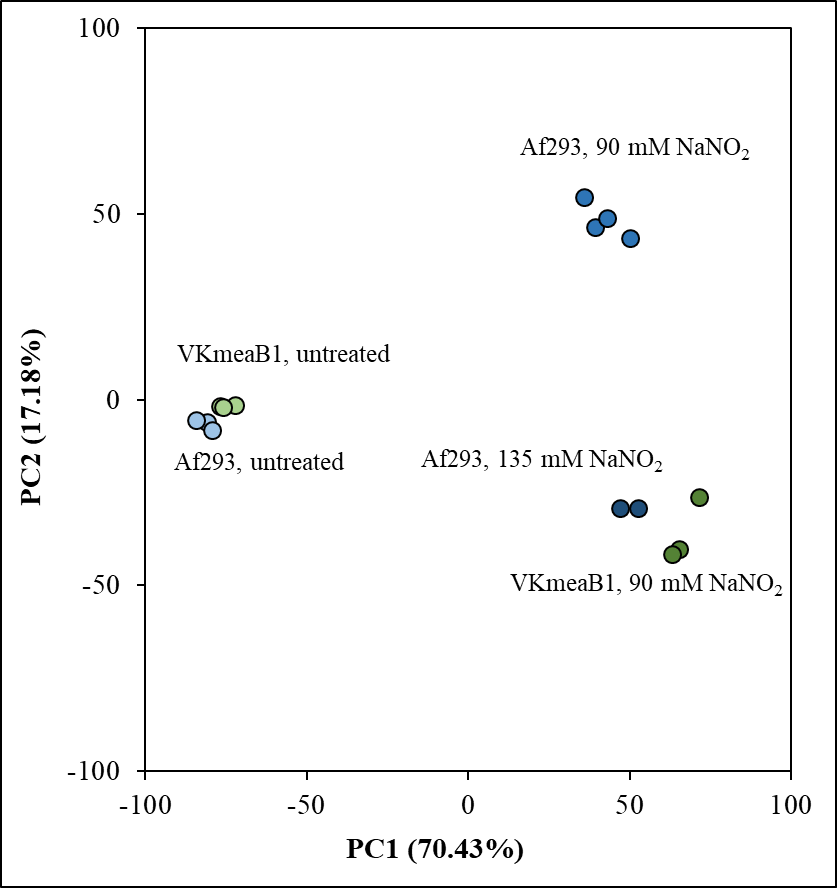 100
Af293, 90 mM NaNO₂
50
VKmeaB1, untreated
0
Af293, untreated
Af293, 135 mM NaNO₂
-50
VKmeaB1, 90 mM NaNO₂
-100
-100 -50 0 50 100
PC1 (70.43%)
PC2 (17.18%)